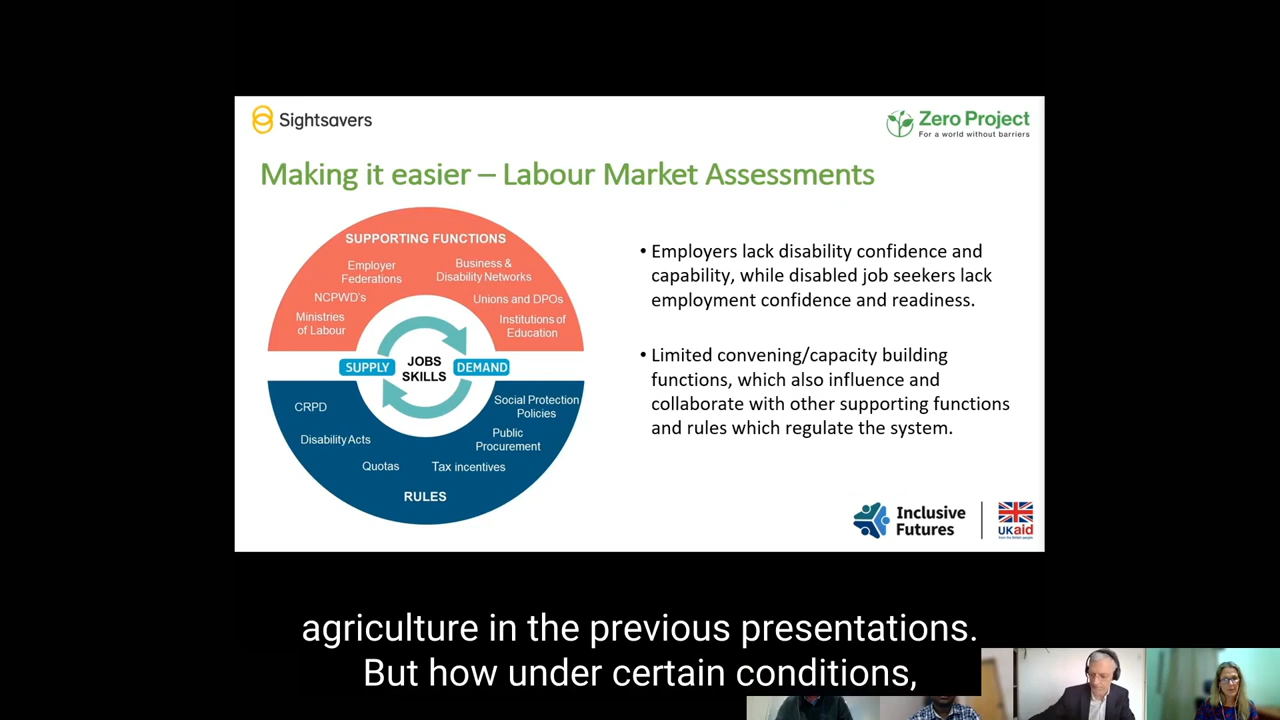 Sightsavers
Zero Project
For a world without barriers
Making it easier – Labour Market Assessments
SUPPORTING FUNCTIONS
Employer
Federations
Business &
Disability Networks
NCPWD's
Unions and DPOs
Ministries
of Labour
Institutions of
Education
SUPPLY
JOBS
SKILLS
DEMAND
CRPD
Social Protection
Policies
Disability Acts
Public
Procurement
Quotas
Tax incentives
RULES
• Employers lack disability confidence and
capability, while disabled job seekers lack
employment confidence and readiness.
• Limited convening/capacity building
functions, which also influence and
collaborate with other supporting functions
and rules which regulate the system.
Inclusive
Futures
UKaid
from the British people
agriculture in the previous presentations.
But how under certain conditions,